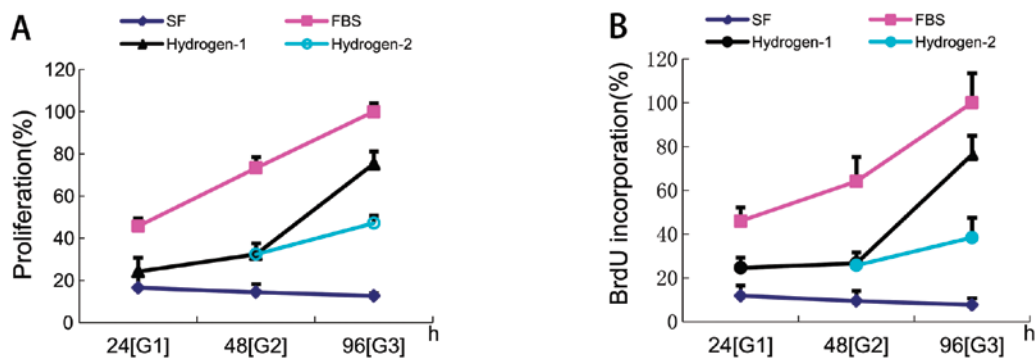 A
SF
FBS
Hydrogen-1
Hydrogen-2
Proliferation(%)
120
100
80
60
40
20
0
24[G1]
48[G2]
96[G3]
h
B
SF
FBS
Hydrogen-1
Hydrogen-2
BrdU incorporation(%)
120
100
80
60
40
20
0
24[G1]
48[G2]
96[G3]
h